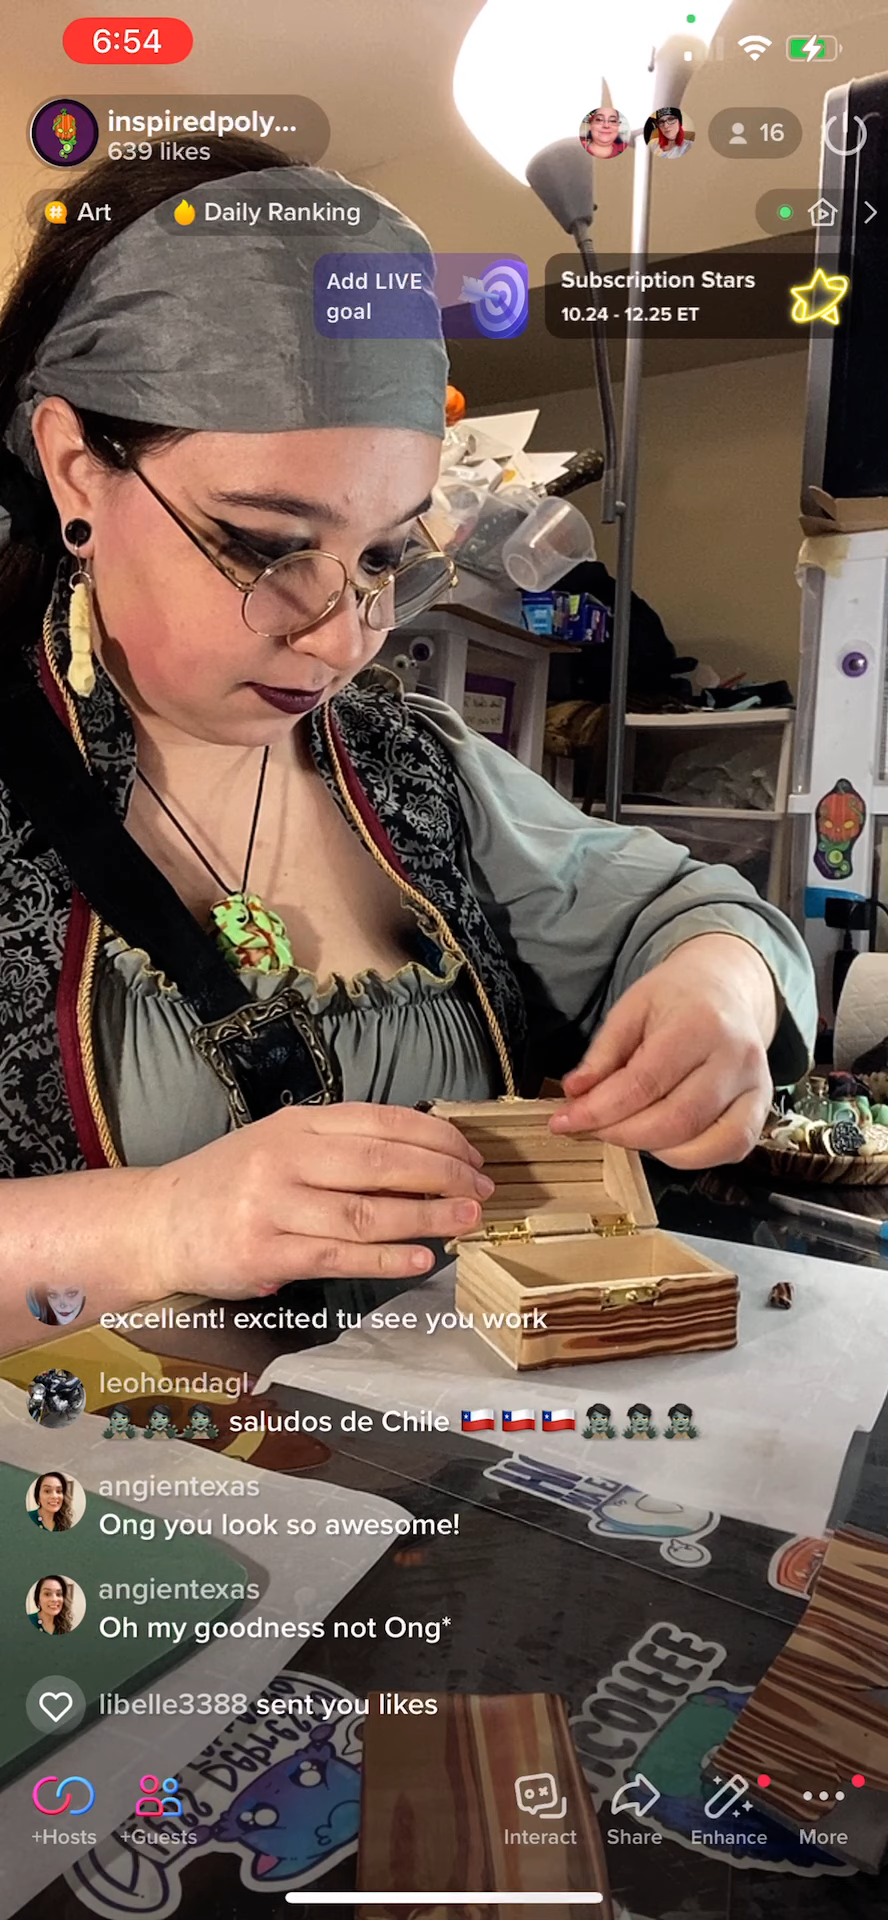 6:54
inspiredpoly...
639 likes
16
Art
Daily Ranking
Add LIVE
goal
Subscription Stars
10.24 - 12.25 ET
excellent! excited tu see you work
leohondagl
saludos de Chile
angientexas
Ong you look so awesome!
angientexas
Oh my goodness not Ong*
libelle3388 sent you likes
COFFEE
+Hosts
+Guests
Interact
Share
Enhance
More